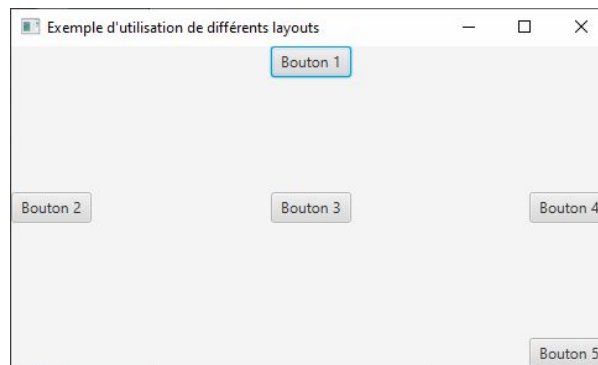 Exemple d'utilisation de différents layouts
Bouton 1
Bouton 2
Bouton 3
Bouton 4
Bouton 5